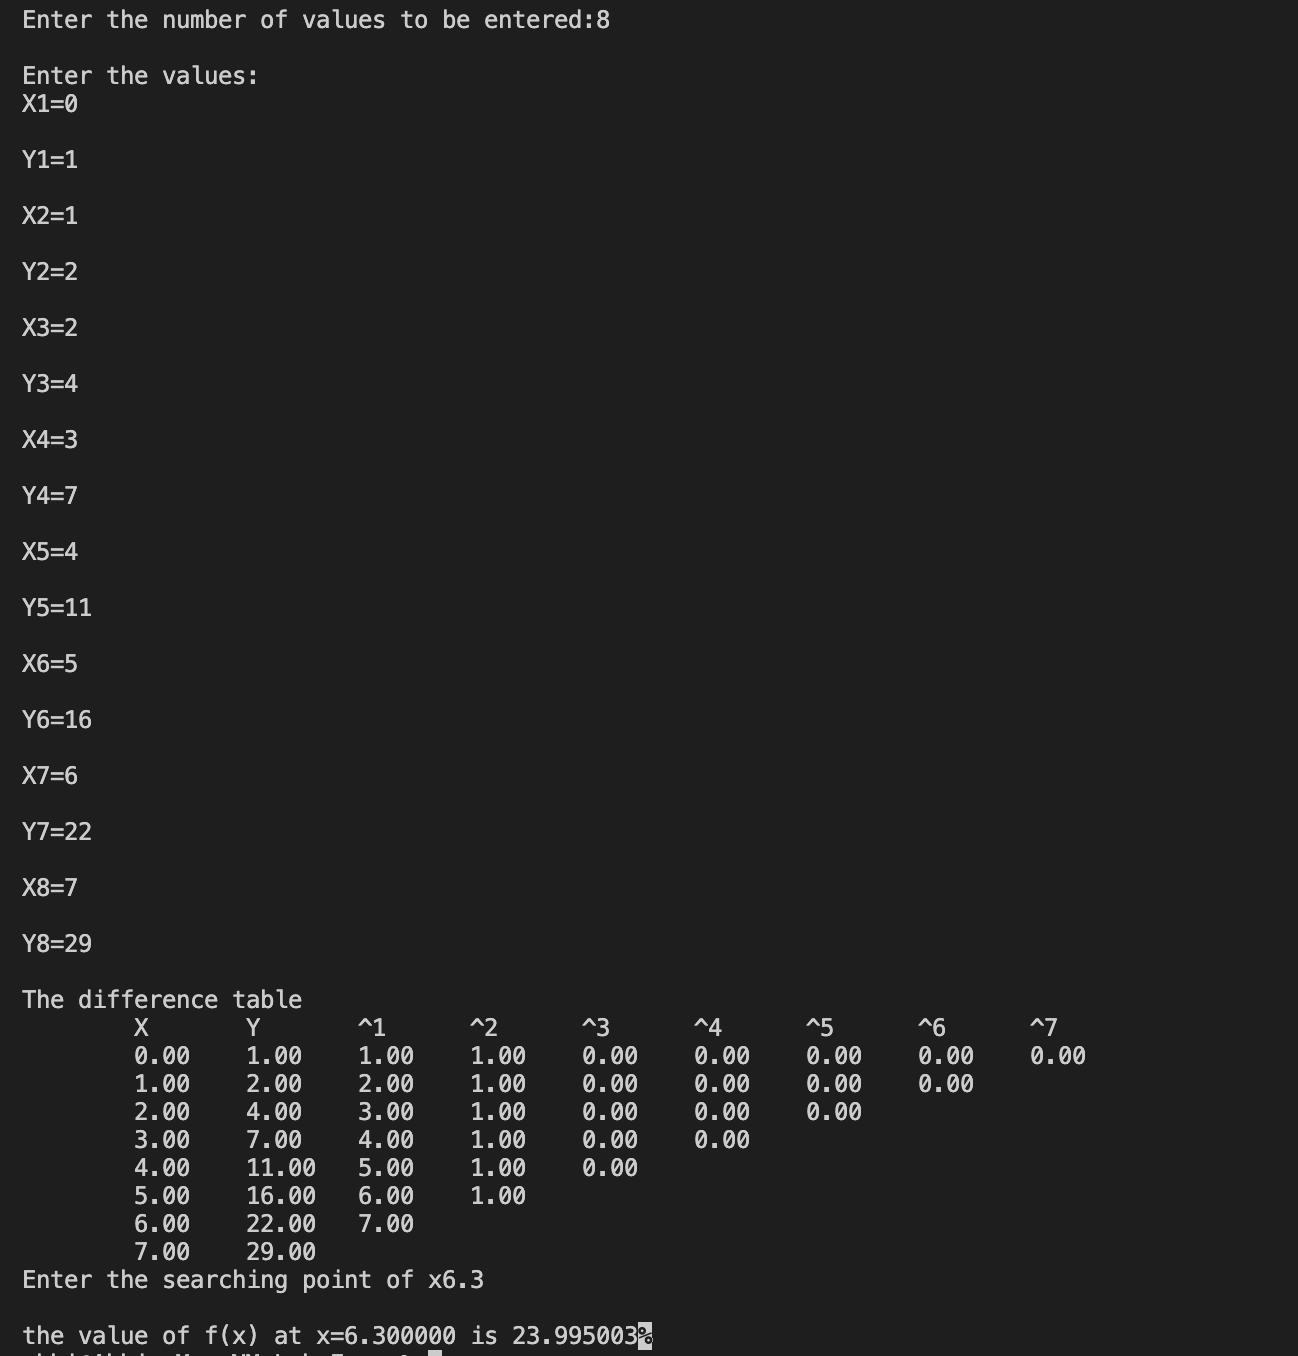 Enter the number of values to be entered:8
Enter the values:
X1=0
Y1=1
X2=1
Y2=2
X3=2
Y3=4
X4=3
Y4=7
X5=4
Y5=11
X6=5
Y6=16
X7=6
Y7=22
X8=7
Y8=29
The difference table
X Y ^1 ^2 ^3 ^4 ^5 ^6 ^7
0.00 1.00 1.00 1.00 0.00 0.00 0.00 0.00 0.00
1.00 2.00 2.00 1.00 0.00 0.00 0.00 0.00
2.00 4.00 3.00 1.00 0.00 0.00 0.00
3.00 7.00 4.00 1.00 0.00 0.00
4.00 11.00 5.00 1.00 0.00
5.00 16.00 6.00 1.00
6.00 22.00 7.00
7.00 29.00
Enter the searching point of x6.3
the value of f(x) at x=6.300000 is 23.995003%